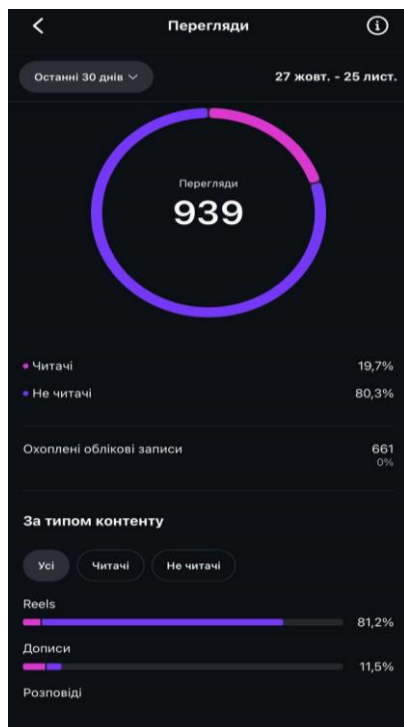 Перегляди
Останні 30 днів
27 жовт. - 25 лист.
Перегляди
939
Читачі
19,7%
Не читачі
80,3%
Охоплені облікові записи
661
0%
За типом контенту
Усі
Читачі
Не читачі
Reels
81,2%
Дописи
11,5%
Розповіді